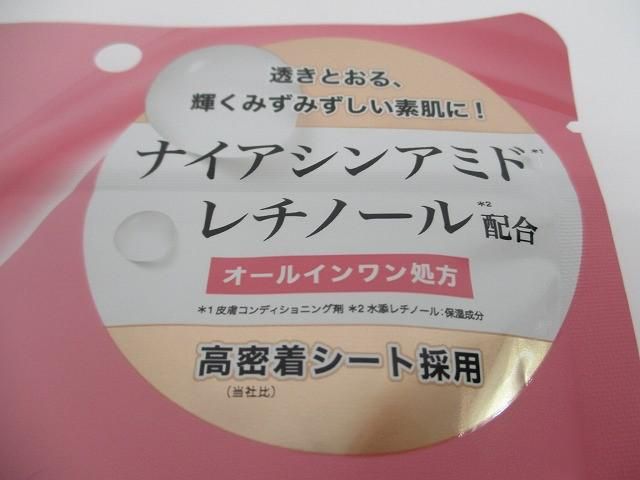 透きとおる、
輝くみずみずしい素肌に!
ナイアシンアミド*1
レチノール*2配合
オールインワン処方
*1 皮膚コンディショニング剤 *2 水添レチノール:保湿成分
高密着シート採用
(当社比)